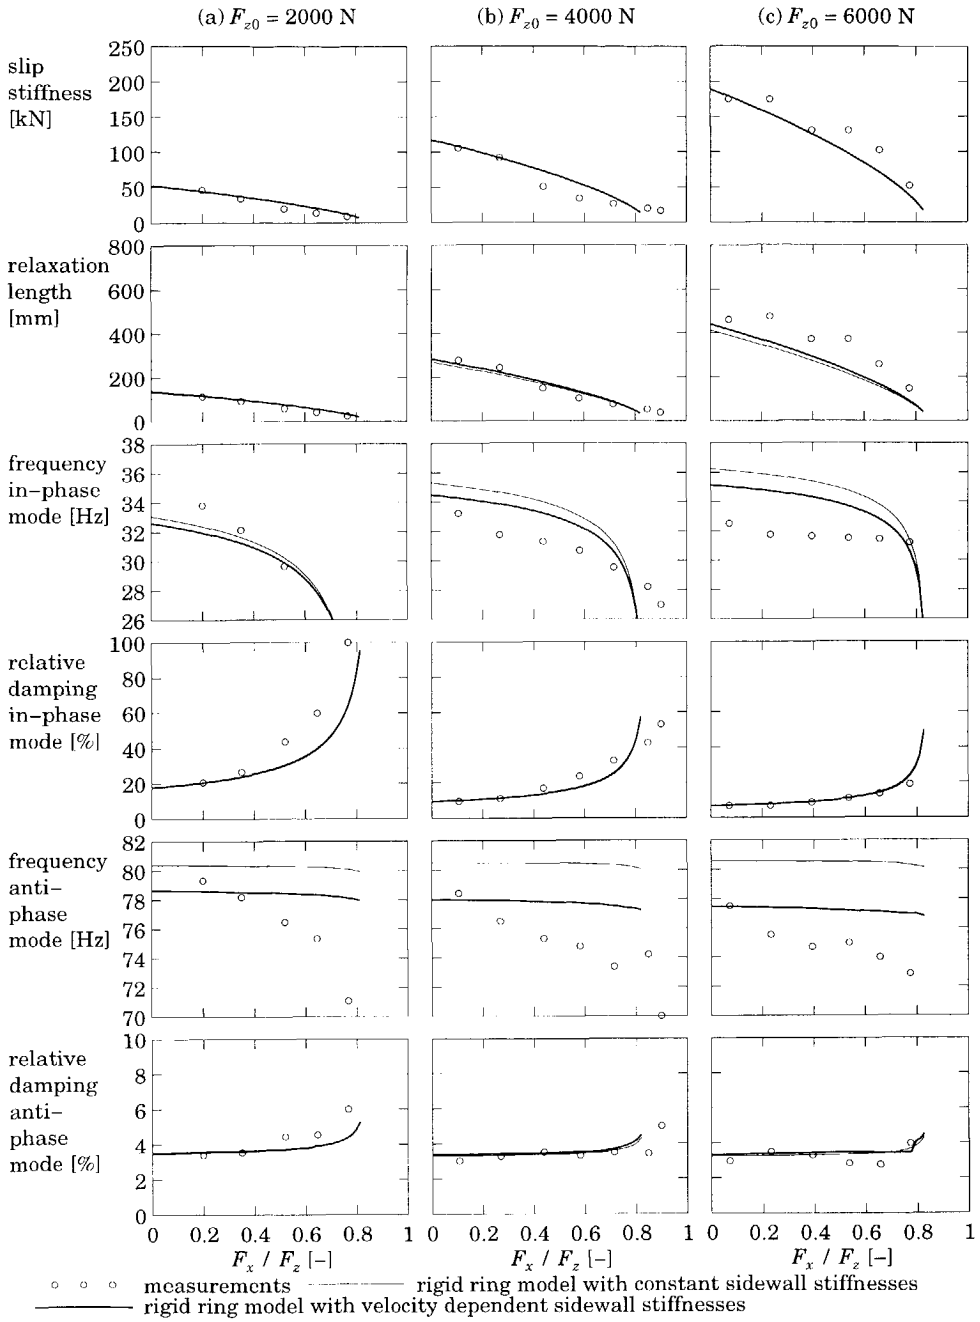 (a) F_z0 = 2000 N (b) F_z0 = 4000 N (c) F_z0 = 6000 N
slip
stiffness
[kN]
250
200
150
100
50
0
relaxation
length
[mm]
800
600
400
200
0
frequency
in-phase
mode [Hz]
38
36
34
32
30
28
26
relative
damping
in-phase
mode [%]
100
80
60
40
20
0
frequency
anti-
phase
mode [Hz]
82
80
78
76
74
72
70
relative
damping
anti-
phase
mode [%]
10
8
6
4
2
0
0 0.2 0.4 0.6 0.8 1 0 0.2 0.4 0.6 0.8 1 0 0.2 0.4 0.6 0.8 1
F_x / F_z [-] F_x / F_z [-] F_x / F_z [-]
measurements rigid ring model with constant sidewall stiffnesses
rigid ring model with velocity dependent sidewall stiffnesses